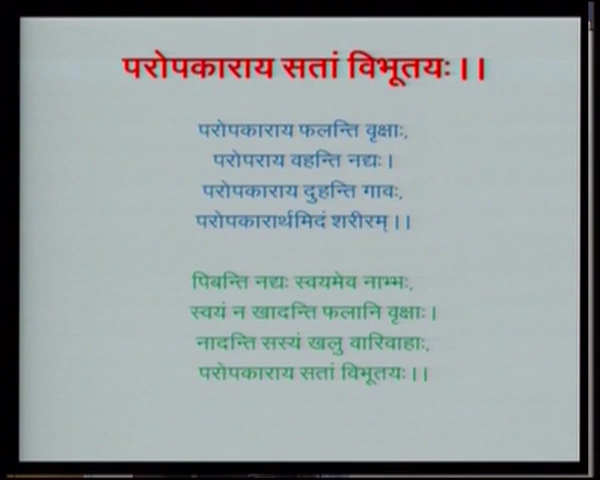 परोपकाराय सतां विभूतयः ।।
परोपकाराय फलन्ति वृक्षाः,
परोपराय वहन्ति नद्यः ।
परोपकाराय दुहन्ति गावः,
परोपकारार्थमिदं शरीरम् ।।
पिबन्ति नद्यः स्वयमेव नाम्भः,
स्वयं न खादन्ति फलानि वृक्षाः ।
नादन्ति सस्यं खलु वारिवाहाः,
परोपकाराय सतां विभूतयः ।।